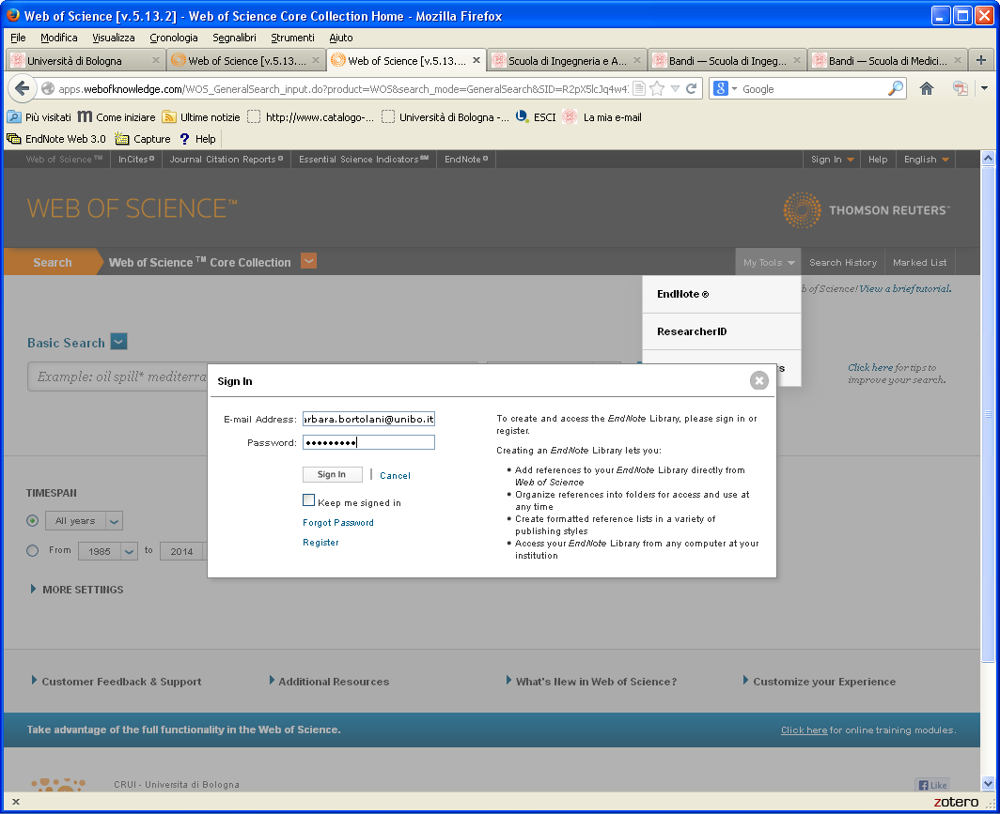 Web of Science [v.5.13.2] - Web of Science Core Collection Home - Mozilla Firefox
File Modifica Visualizza Cronologia Segnalibri Strumenti Aiuto
Università di Bologna × Web of Science [v.5.13.... × Web of Science [v.5.13.... × Scuola di Ingegneria e A... × Bandi — Scuola di Ingeg... × Bandi — Scuola di Medici... × +
apps.webofknowledge.com/WOS_GeneralSearch_input.do?product=WOS&search_mode=GeneralSearch&SID=R2pX5lcJq4w4 Google
Più visitati Come iniziare Ultime notizie http://www.catalogo-... Università di Bologna -... ESCI La mia e-mail
EndNote Web 3.0 Capture ? Help
Web of Science ™ InCites Journal Citation Reports ® Essential Science Indicators ℠ EndNote ® Sign In Help English
WEB OF SCIENCE™
THOMSON REUTERS™
Search Web of Science ™ Core Collection My Tools Search History Marked List
EndNote ®
ResearcherID
s
b of Science! View a brief tutorial.
Basic Search
Example: oil spill* mediterra
Click here for tips to
improve your search.
Sign In
E-mail Address: rbara.bortolani@unibo.it
Password: •••••••••
Sign In | Cancel
Keep me signed in
Forgot Password
Register
To create and access the EndNote Library, please sign in or
register.
Creating an EndNote Library lets you:
• Add references to your EndNote Library directly from
Web of Science
• Organize references into folders for access and use at
any time
• Create formatted reference lists in a variety of
publishing styles
• Access your EndNote Library from any computer at your
institution
TIMESPAN
All years
From 1985 to 2014
MORE SETTINGS
Customer Feedback & Support Additional Resources What's New in Web of Science? Customize your Experience
Take advantage of the full functionality in the Web of Science. Click here for online training modules.
CRUI - Universita di Bologna
Like
× zotero